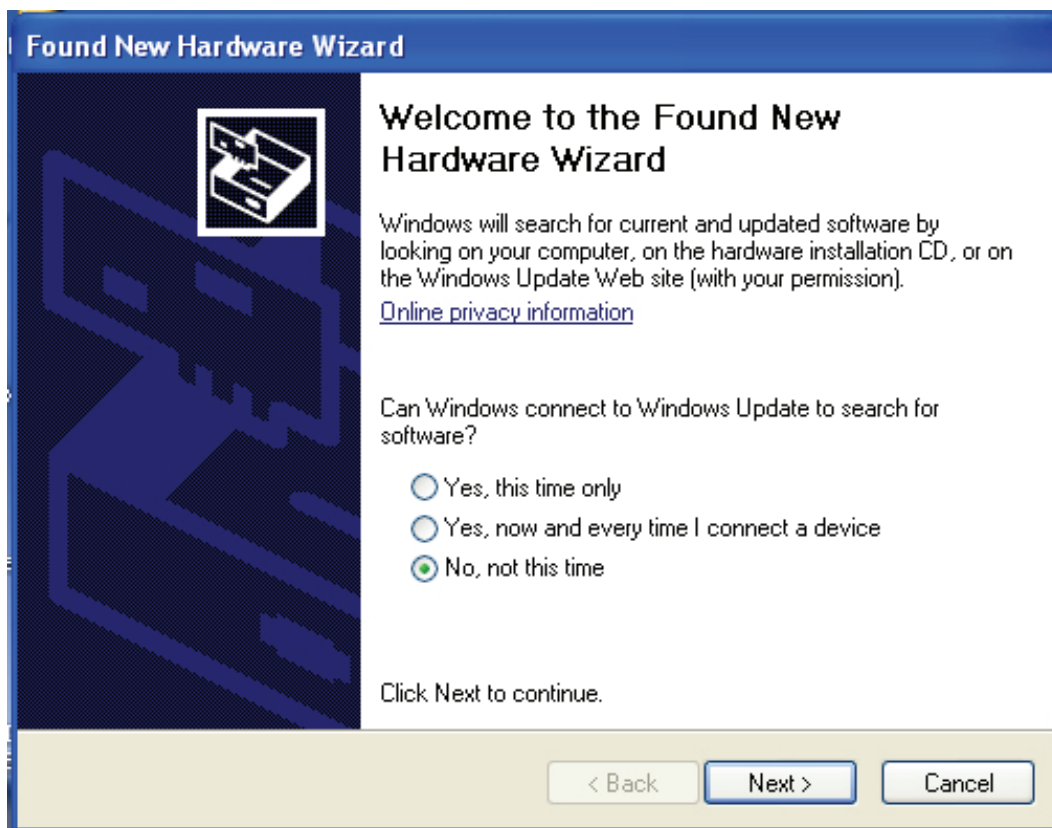 Found New Hardware Wizard
Welcome to the Found New
Hardware Wizard
Windows will search for current and updated software by
looking on your computer, on the hardware installation CD, or on
the Windows Update Web site (with your permission).
Online privacy information
Can Windows connect to Windows Update to search for
software?
Yes, this time only
Yes, now and every time I connect a device
No, not this time
Click Next to continue.
< Back
Next >
Cancel